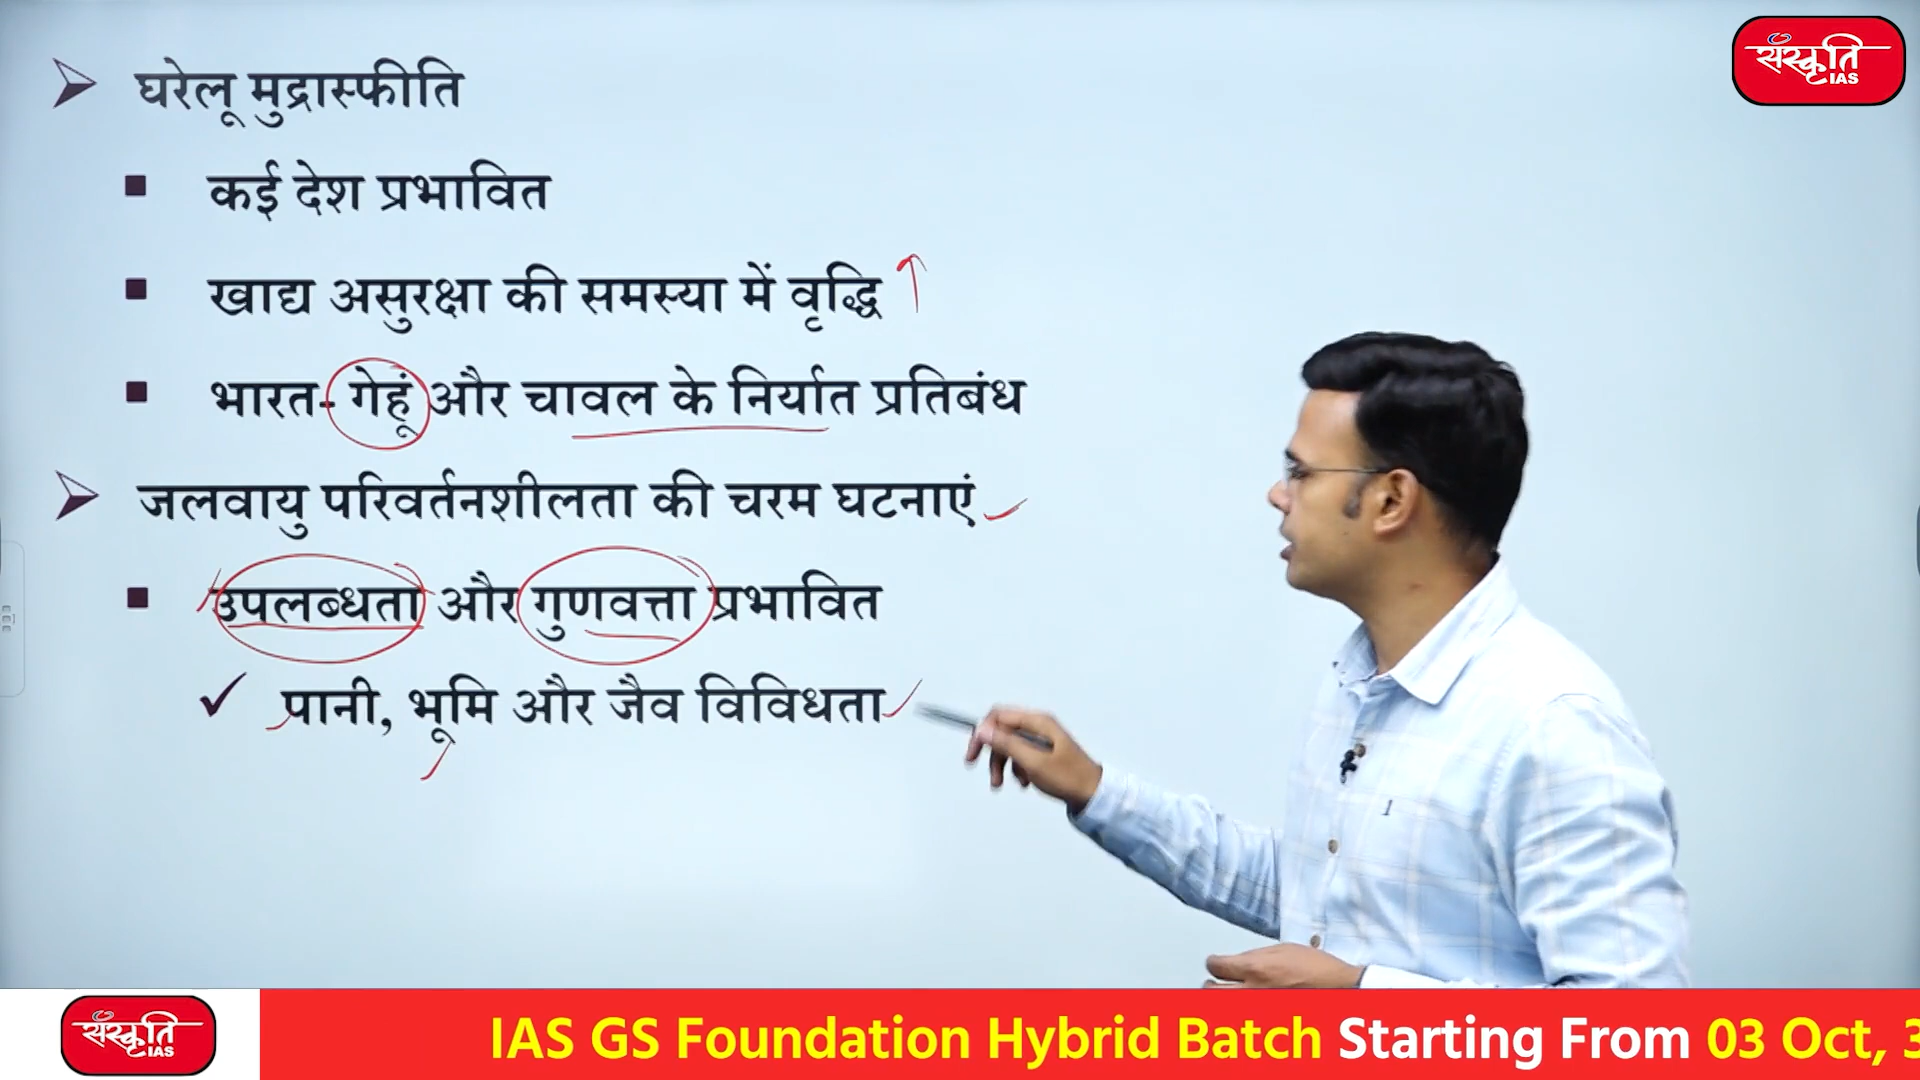 संस्कृति
IAS
घरेलू मुद्रास्फीति
कई देश प्रभावित
खाद्य असुरक्षा की समस्या में वृद्धि
भारत- गेहूं और चावल के निर्यात प्रतिबंध
जलवायु परिवर्तनशीलता की चरम घटनाएं
उपलब्धता और गुणवत्ता प्रभावित
पानी, भूमि और जैव विविधता
संस्कृति
IAS
IAS GS Foundation Hybrid Batch Starting From 03 Oct, 3